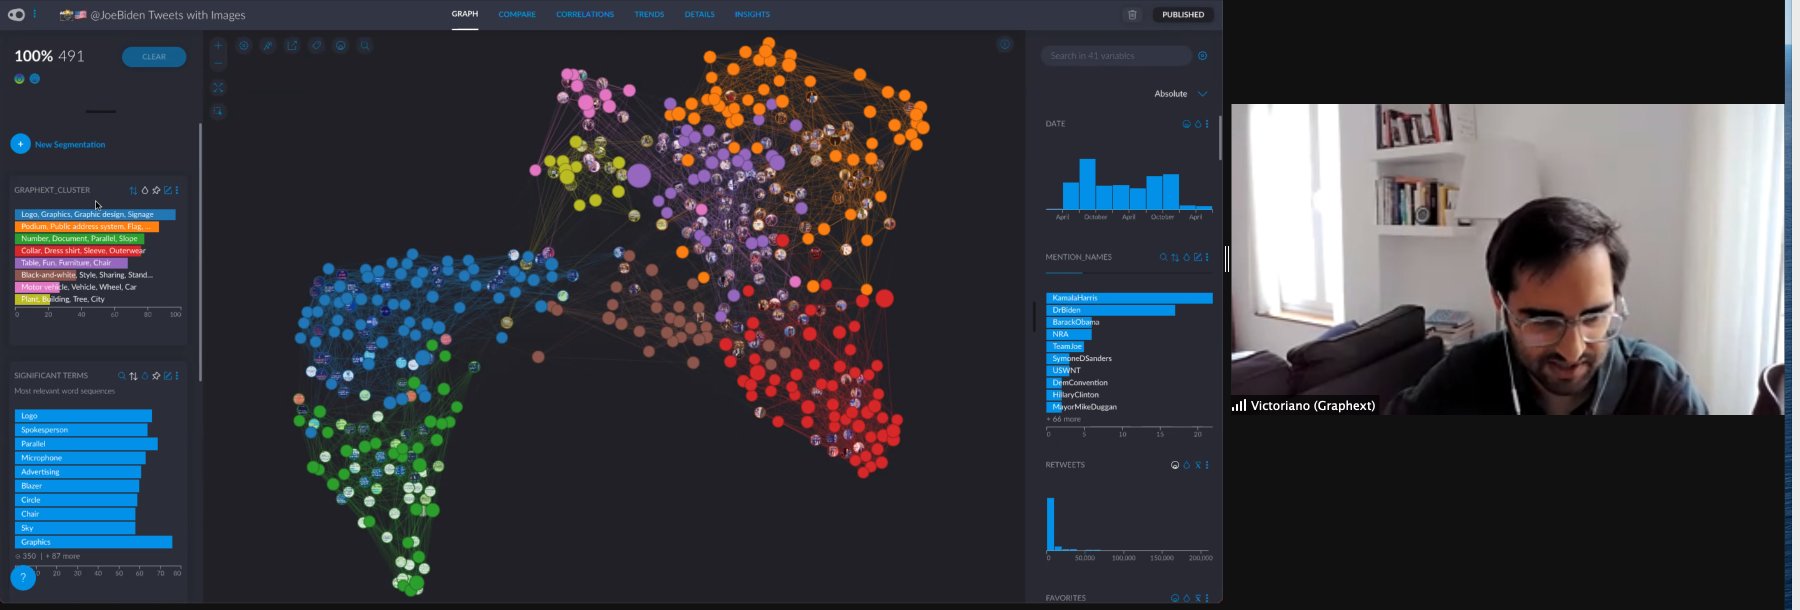 @JoeBiden Tweets with Images
GRAPH
COMPARE
CORRELATIONS
TRENDS
DETAILS
INSIGHTS
PUBLISHED
100% 491
CLEAR
New Segmentation
GRAPHEXT_CLUSTER
Logo, Graphics, Graphic design, Signage
Podium, Public address system, Flag, ...
Number, Document, Parallel, Slope
Collar, Dress shirt, Sleeve, Outerwear
Table, Fun, Furniture, Chair
Black-and-white, Style, Sharing, Stand...
Motor vehicle, Vehicle, Wheel, Car
Plant, Building, Tree, City
0 20 40 60 80 100
SIGNIFICANT TERMS
Most relevant word sequences
Logo
Spokesperson
Parallel
Microphone
Advertising
Blazer
Circle
Chair
Sky
Graphics
350 | + 87 more
10 20 30 40 50 60 70 80
?
Search in 41 variables
Absolute
DATE
April October April October April
MENTION_NAMES
KamalaHarris
DrBiden
BarackObama
NRA
TeamJoe
SymoneDSanders
USWNT
DemConvention
HillaryClinton
MayorMikeDuggan
+ 66 more
0 5 10 15 20
RETWEETS
0 50,000 100,000 150,000 200,000
FAVORITES
Victoriano (Graphext)